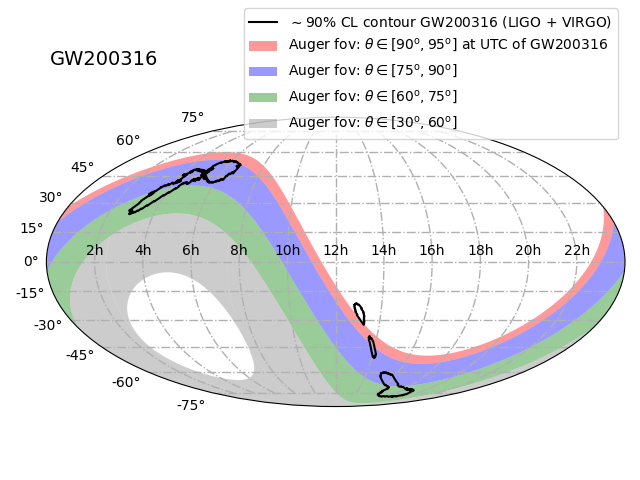 ~ 90% CL contour GW200316 (LIGO + VIRGO)
Auger fov: θ ∈ [90°, 95°] at UTC of GW200316
Auger fov: θ ∈ [75°, 90°]
Auger fov: θ ∈ [60°, 75°]
Auger fov: θ ∈ [30°, 60°]
GW200316
75°
60°
45°
30°
15°
0°
-15°
-30°
-45°
-60°
-75°
2h 4h 6h 8h 10h 12h 14h 16h 18h 20h 22h